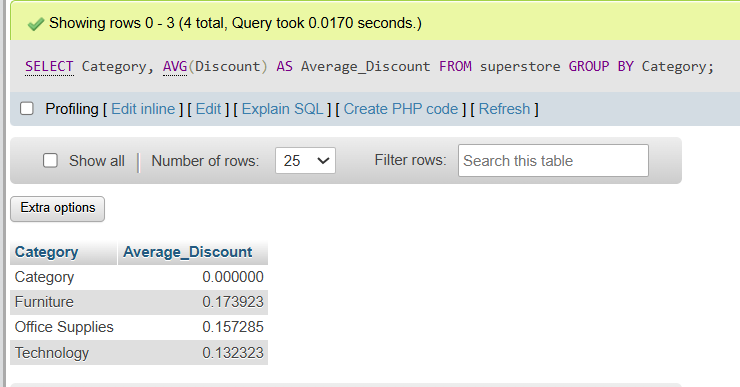 Showing rows 0 - 3 (4 total, Query took 0.0170 seconds.)
SELECT Category, AVG(Discount) AS Average_Discount FROM superstore GROUP BY Category;
Profiling [ Edit inline ] [ Edit ] [ Explain SQL ] [ Create PHP code ] [ Refresh ]
Show all | Number of rows: 25 Filter rows: Search this table
Extra options
Category Average_Discount
Category 0.000000
Furniture 0.173923
Office Supplies 0.157285
Technology 0.132323